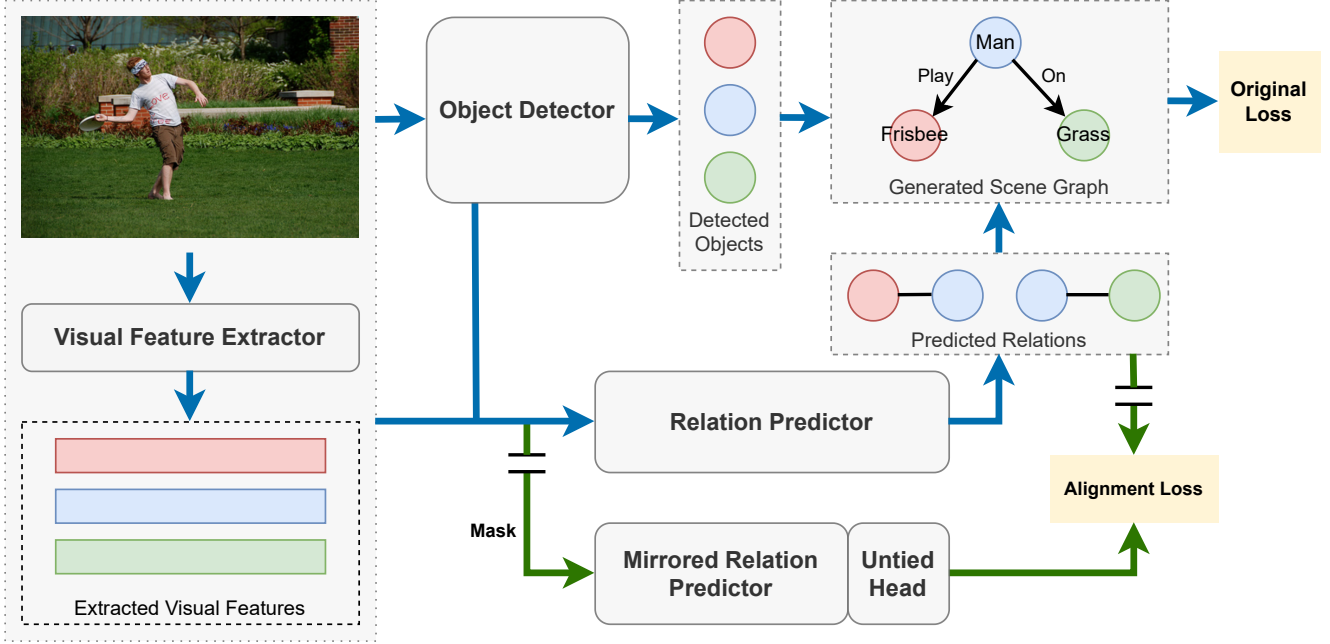 Object Detector
Detected
Objects
Man
Play
On
Frisbee
Grass
Generated Scene Graph
Original
Loss
Visual Feature Extractor
Predicted Relations
Relation Predictor
Extracted Visual Features
Mask
Mirrored Relation
Predictor
Untied
Head
Alignment Loss